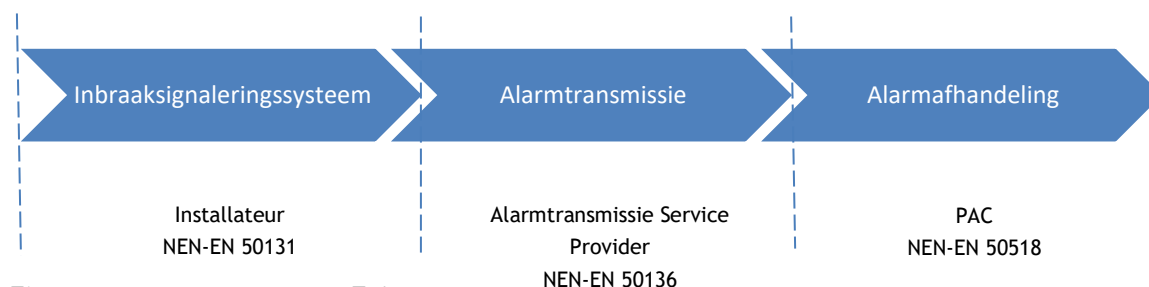 Inbraaksignaleringssysteem
Alarmtransmissie
Alarmafhandeling
Installateur
NEN-EN 50131
Alarmtransmissie Service
Provider
NEN-EN 50136
PAC
NEN-EN 50518